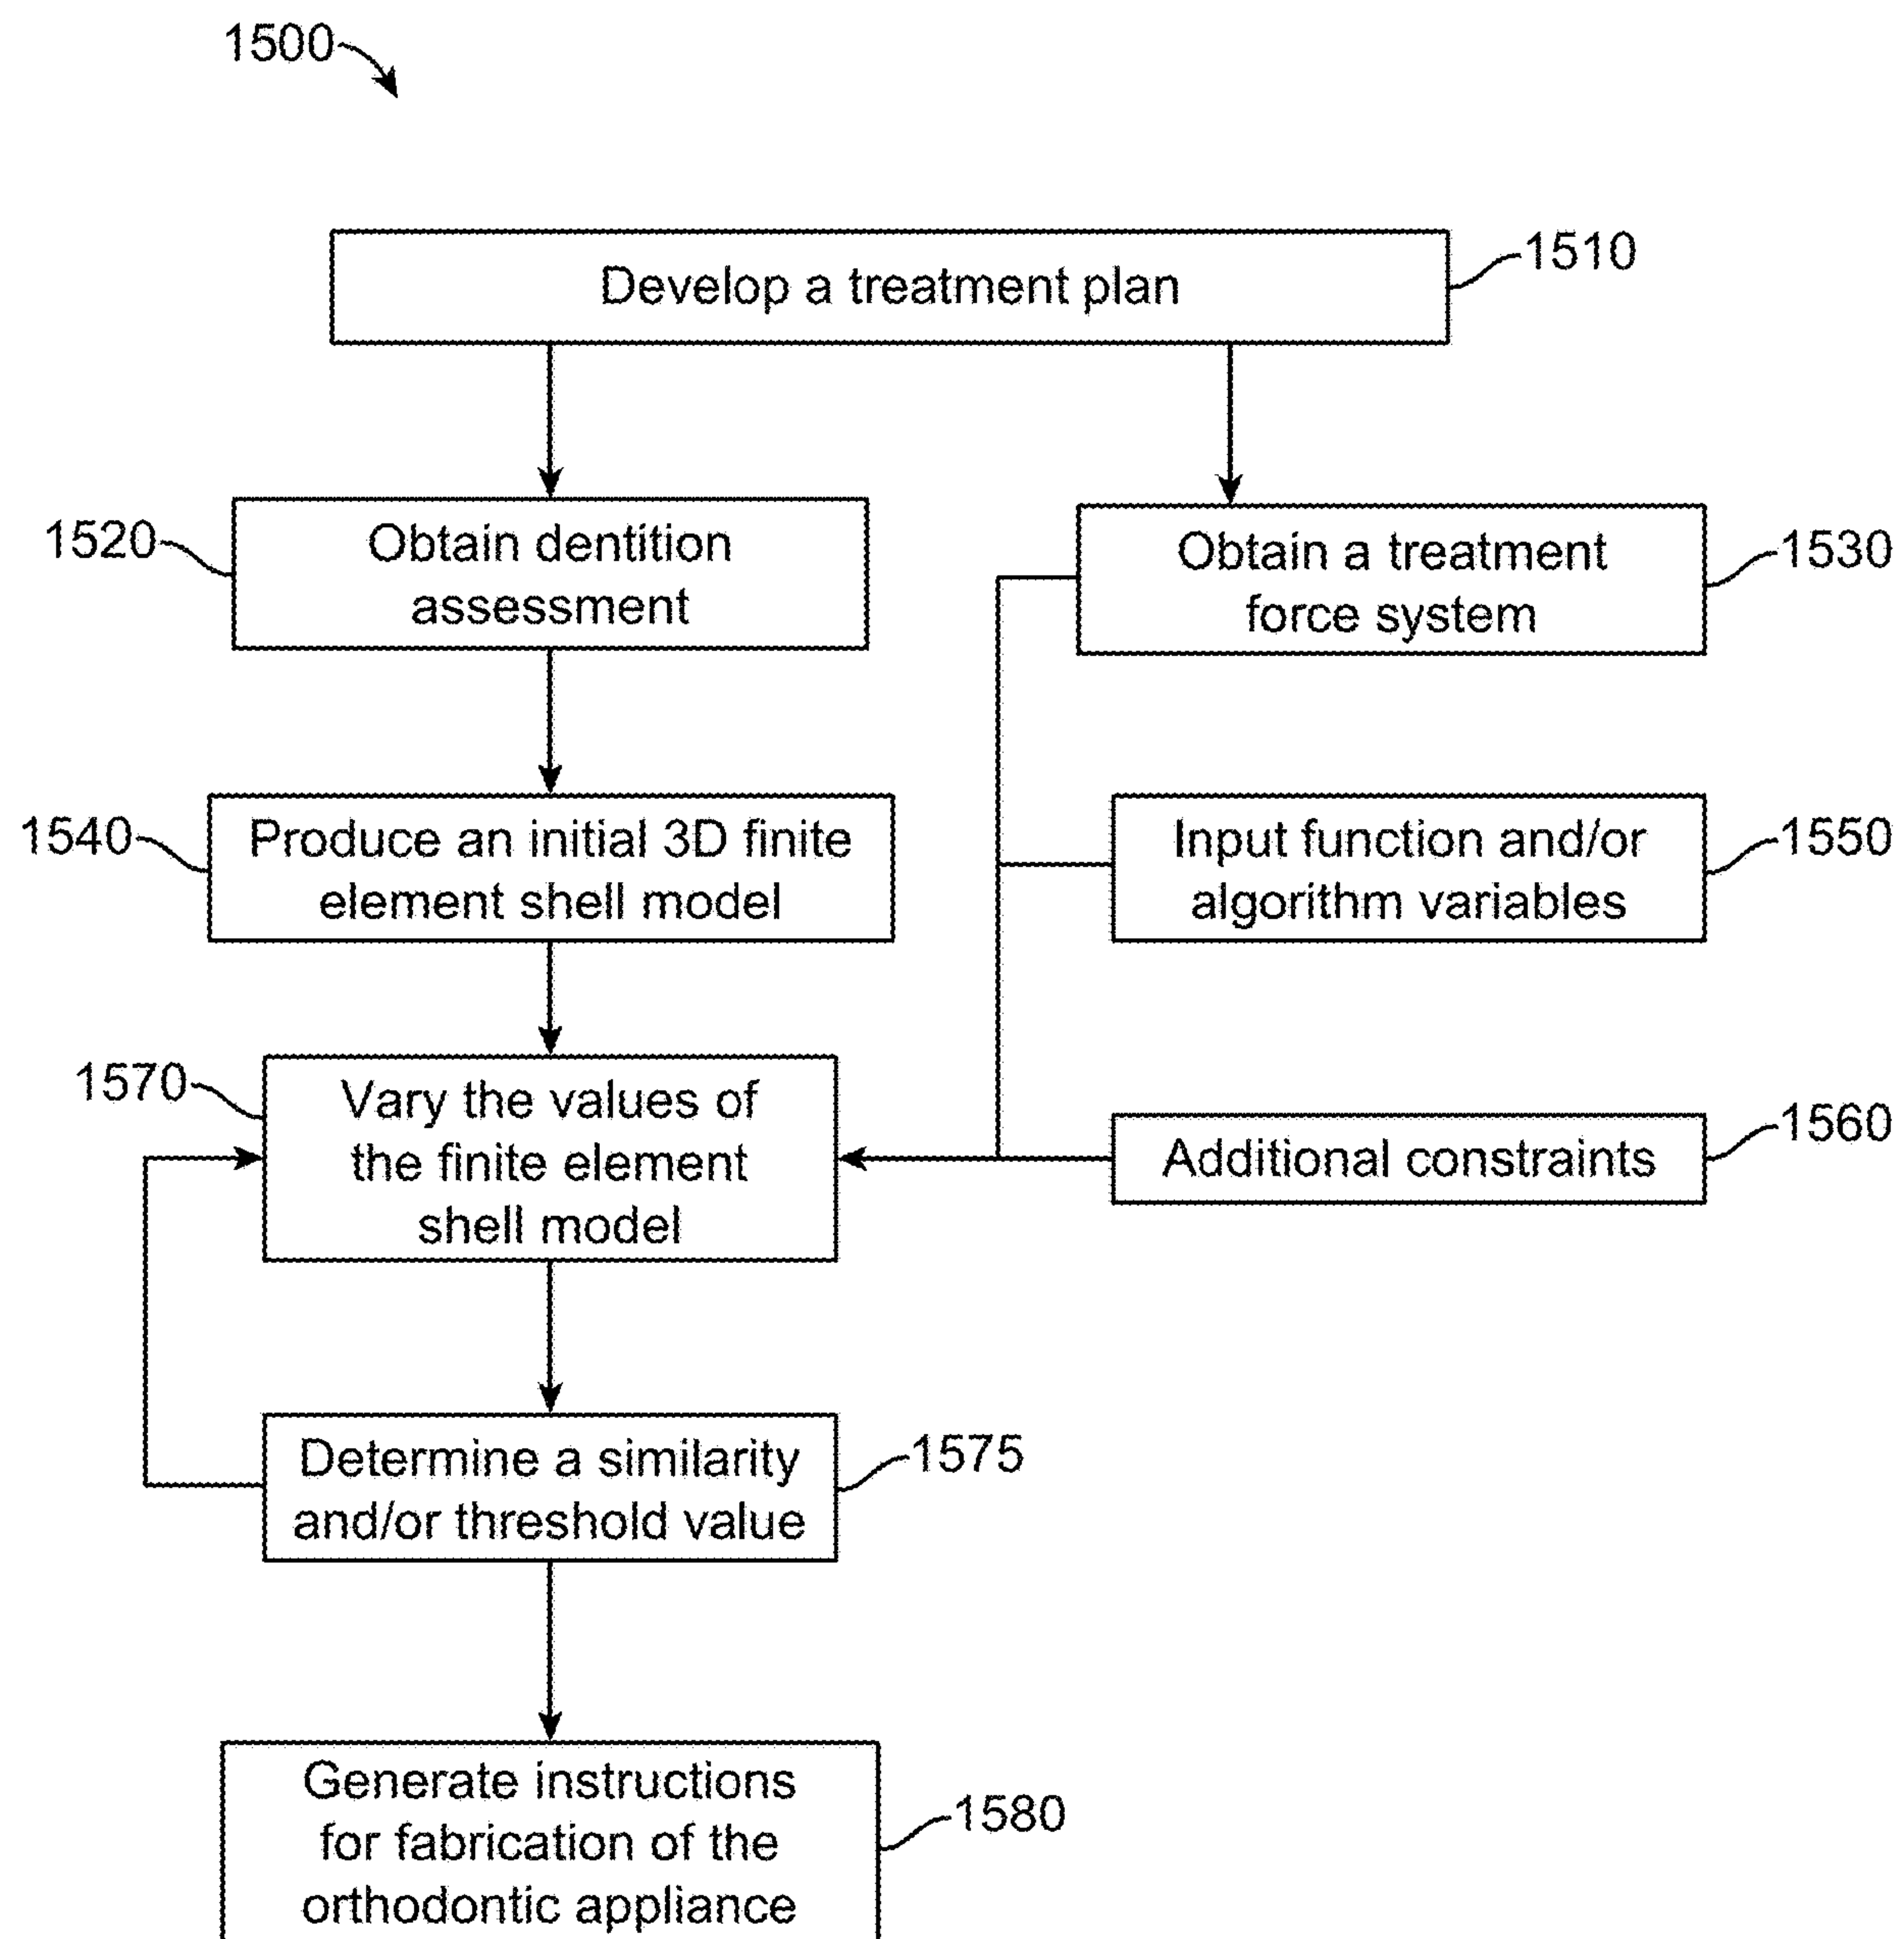 1500
Develop a treatment plan
1510
1520
Obtain dentition
assessment
Obtain a treatment
force system
1530
1540
Produce an initial 3D finite
element shell model
Input function and/or
algorithm variables
1550
1570
Vary the values of
the finite element
shell model
Additional constraints
1560
Determine a similarity
and/or threshold value
1575
Generate instructions
for fabrication of the
orthodontic appliance
1580